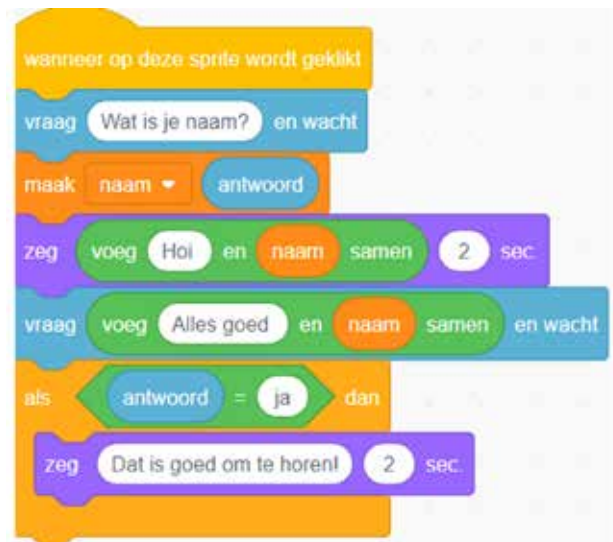 wanneer op deze sprite wordt geklikt
vraag Wat is je naam? en wacht
maak naam antwoord
zeg voeg Hoi en naam samen 2 sec.
vraag voeg Alles goed en naam samen en wacht
als antwoord = ja dan
zeg Dat is goed om te horen! 2 sec.